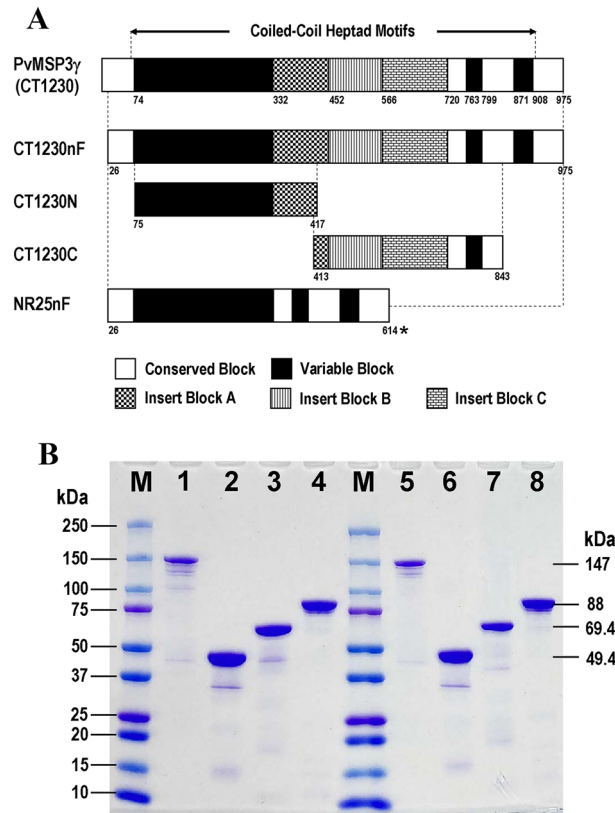 A
Coiled-Coil Heptad Motifs
PvMSP3γ
(CT1230)
74 332 452 566 720 763 799 871 908 975
CT1230nF
26 975
CT1230N
75 417
CT1230C
413 843
NR25nF
26 614 *
Conserved Block Variable Block
Insert Block A Insert Block B Insert Block C
B
kDa M 1 2 3 4 M 5 6 7 8 kDa
250
150 147
100
75 88
69.4
50 49.4
37
25
20
15
10